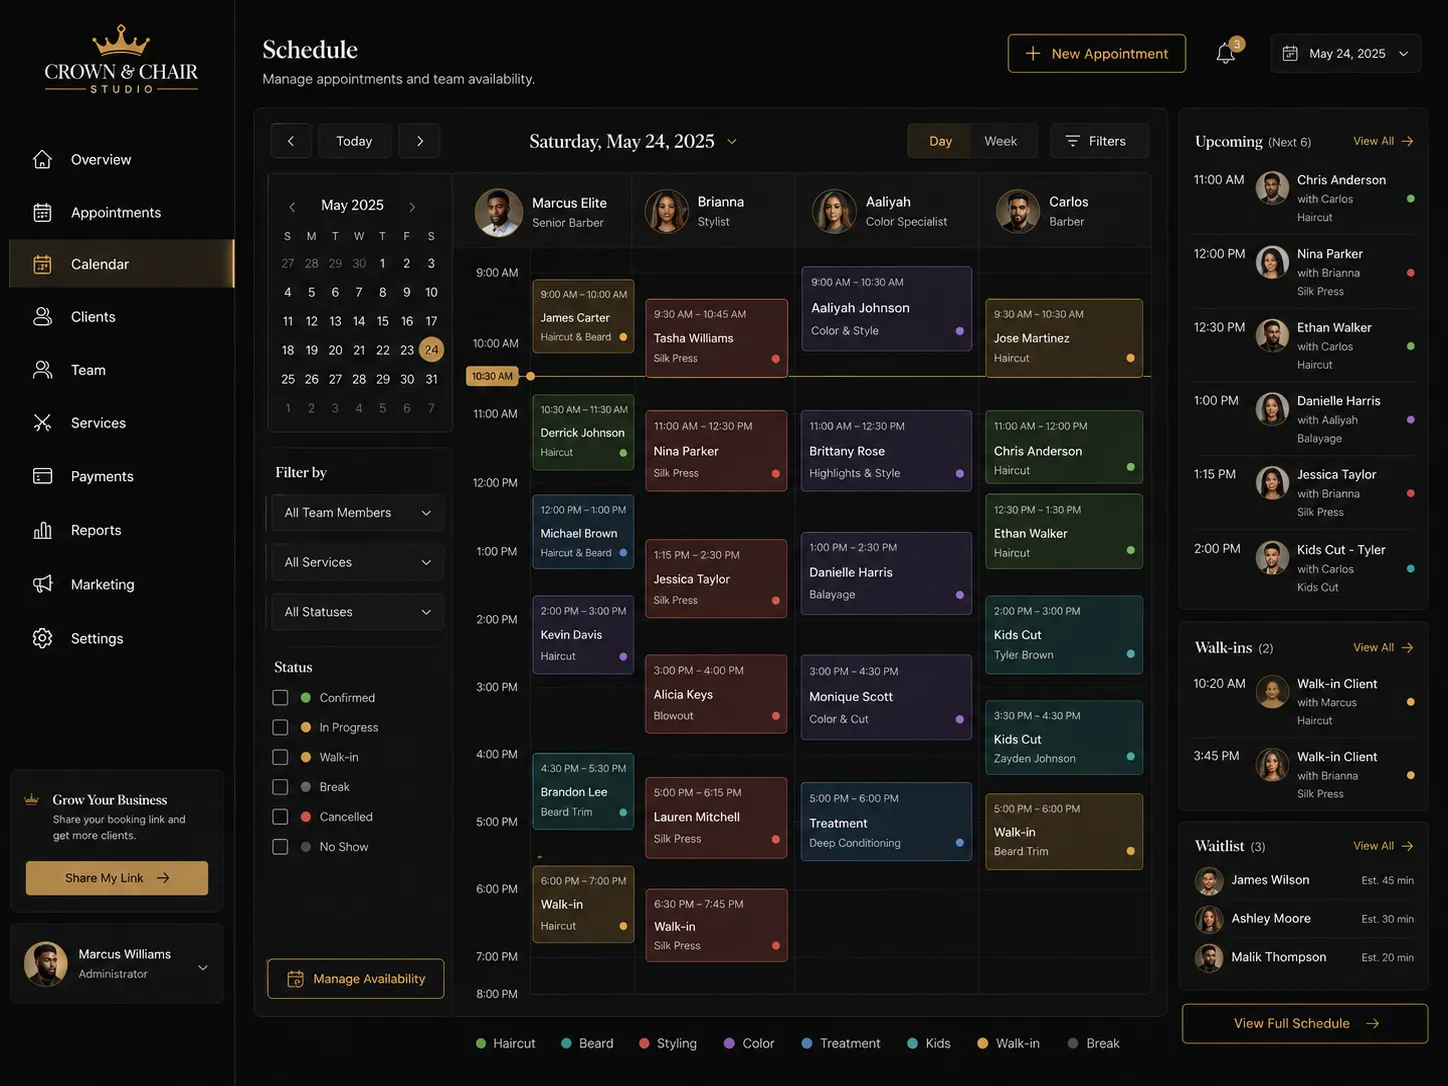 CROWN & CHAIR
STUDIO
Overview
Appointments
Calendar
Clients
Team
Services
Payments
Reports
Marketing
Settings
Grow Your Business
Share your booking link and
get more clients.
Share My Link
Marcus Williams
Administrator
Schedule
Manage appointments and team availability.
New Appointment
3
May 24, 2025
Today
Saturday, May 24, 2025
Day
Week
Filters
May 2025
S M T W T F S
27 28 29 30 1 2 3
4 5 6 7 8 9 10
11 12 13 14 15 16 17
18 19 20 21 22 23 24
25 26 27 28 29 30 31
1 2 3 4 5 6 7
Filter by
All Team Members
All Services
All Statuses
Status
Confirmed
In Progress
Walk-in
Break
Cancelled
No Show
Manage Availability
9:00 AM
10:00 AM
10:30 AM
11:00 AM
12:00 PM
1:00 PM
2:00 PM
3:00 PM
4:00 PM
5:00 PM
6:00 PM
7:00 PM
8:00 PM
Marcus Elite
Senior Barber
9:00 AM – 10:00 AM
James Carter
Haircut & Beard
10:30 AM – 11:30 AM
Derrick Johnson
Haircut
12:00 PM – 1:00 PM
Michael Brown
Haircut & Beard
2:00 PM – 3:00 PM
Kevin Davis
Haircut
4:30 PM – 5:30 PM
Brandon Lee
Beard Trim
6:00 PM – 7:00 PM
Walk-in
Haircut
Brianna
Stylist
9:30 AM – 10:45 AM
Tasha Williams
Silk Press
11:00 AM – 12:30 PM
Nina Parker
Silk Press
1:15 PM – 2:30 PM
Jessica Taylor
Silk Press
3:00 PM – 4:00 PM
Alicia Keys
Blowout
5:00 PM – 6:15 PM
Lauren Mitchell
Silk Press
6:30 PM – 7:45 PM
Walk-in
Silk Press
Aaliyah
Color Specialist
9:00 AM – 10:30 AM
Aaliyah Johnson
Color & Style
11:00 AM – 12:30 PM
Brittany Rose
Highlights & Style
1:00 PM – 2:30 PM
Danielle Harris
Balayage
3:00 PM – 4:30 PM
Monique Scott
Color & Cut
5:00 PM – 6:00 PM
Treatment
Deep Conditioning
Carlos
Barber
9:30 AM – 10:30 AM
Jose Martinez
Haircut
11:00 AM – 12:00 PM
Chris Anderson
Haircut
12:30 PM – 1:30 PM
Ethan Walker
Haircut
2:00 PM – 3:00 PM
Kids Cut
Tyler Brown
3:30 PM – 4:30 PM
Kids Cut
Zayden Johnson
5:00 PM – 6:00 PM
Walk-in
Beard Trim
Haircut
Beard
Styling
Color
Treatment
Kids
Walk-in
Break
Upcoming (Next 6)
View All
11:00 AM
Chris Anderson
with Carlos
Haircut
12:00 PM
Nina Parker
with Brianna
Silk Press
12:30 PM
Ethan Walker
with Carlos
Haircut
1:00 PM
Danielle Harris
with Aaliyah
Balayage
1:15 PM
Jessica Taylor
with Brianna
Silk Press
2:00 PM
Kids Cut - Tyler
with Carlos
Kids Cut
Walk-ins (2)
View All
10:20 AM
Walk-in Client
with Marcus
Haircut
3:45 PM
Walk-in Client
with Brianna
Silk Press
Waitlist (3)
View All
James Wilson
Est. 45 min
Ashley Moore
Est. 30 min
Malik Thompson
Est. 20 min
View Full Schedule